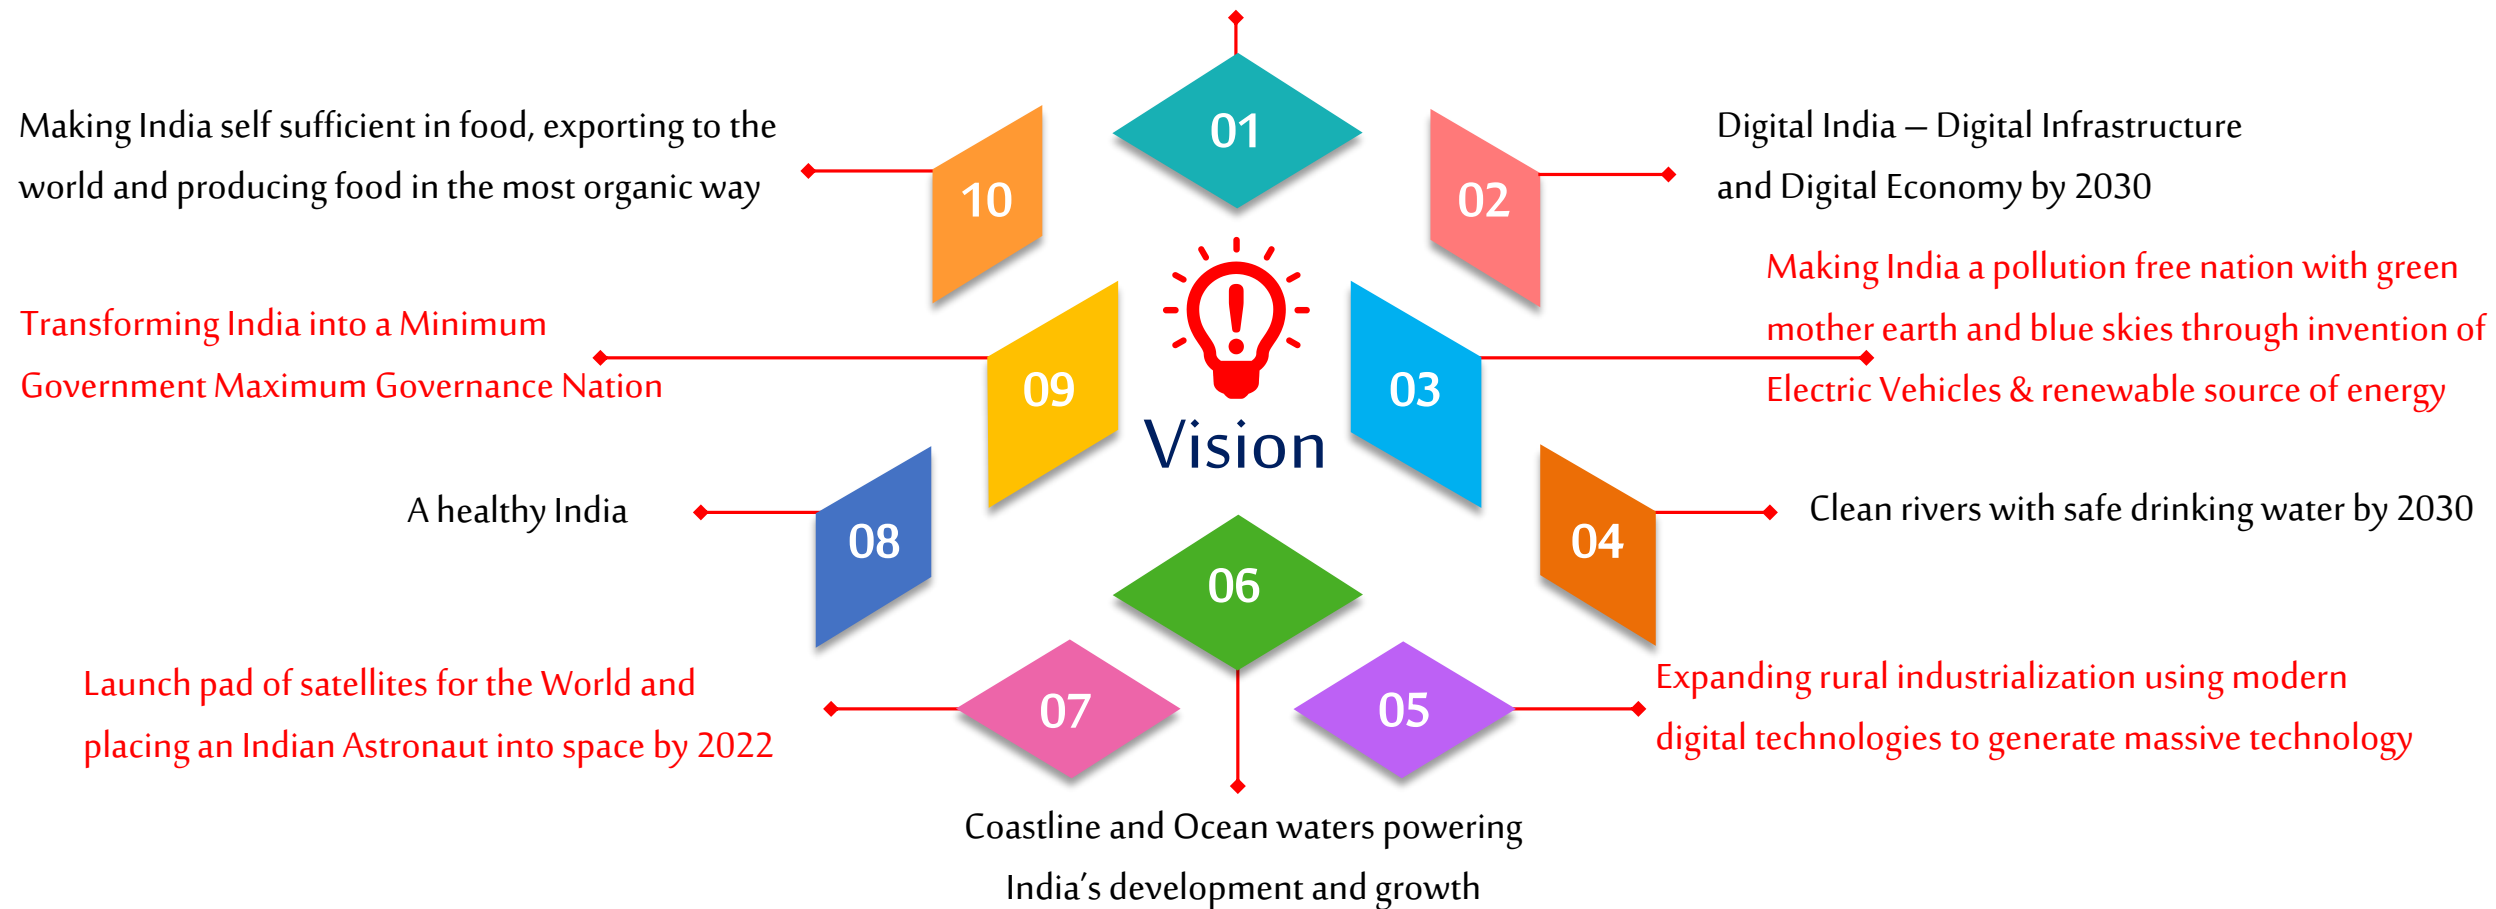 01
Making India self sufficient in food, exporting to the
world and producing food in the most organic way
10
02
Digital India – Digital Infrastructure
and Digital Economy by 2030
Making India a pollution free nation with green
mother earth and blue skies through invention of
Electric Vehicles & renewable source of energy
03
Transforming India into a Minimum
Government Maximum Governance Nation
09
Vision
A healthy India
08
04
Clean rivers with safe drinking water by 2030
06
Launch pad of satellites for the World and
placing an Indian Astronaut into space by 2022
07
05
Expanding rural industrialization using modern
digital technologies to generate massive technology
Coastline and Ocean waters powering
India's development and growth